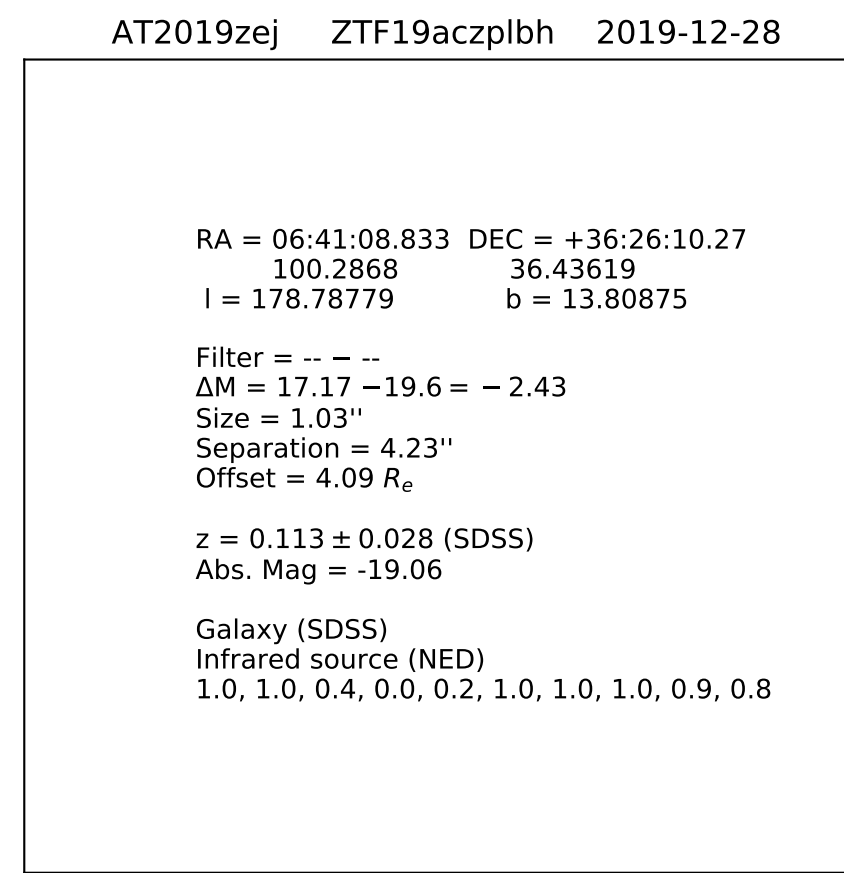 AT2019zej ZTF19aczplbh 2019-12-28
RA = 06:41:08.833 DEC = +36:26:10.27
100.2868 36.43619
l = 178.78779 b = 13.80875
Filter = -- − --
ΔM = 17.17 −19.6 = − 2.43
Size = 1.03''
Separation = 4.23''
Offset = 4.09 Rₑ
z = 0.113 ± 0.028 (SDSS)
Abs. Mag = -19.06
Galaxy (SDSS)
Infrared source (NED)
1.0, 1.0, 0.4, 0.0, 0.2, 1.0, 1.0, 1.0, 0.9, 0.8